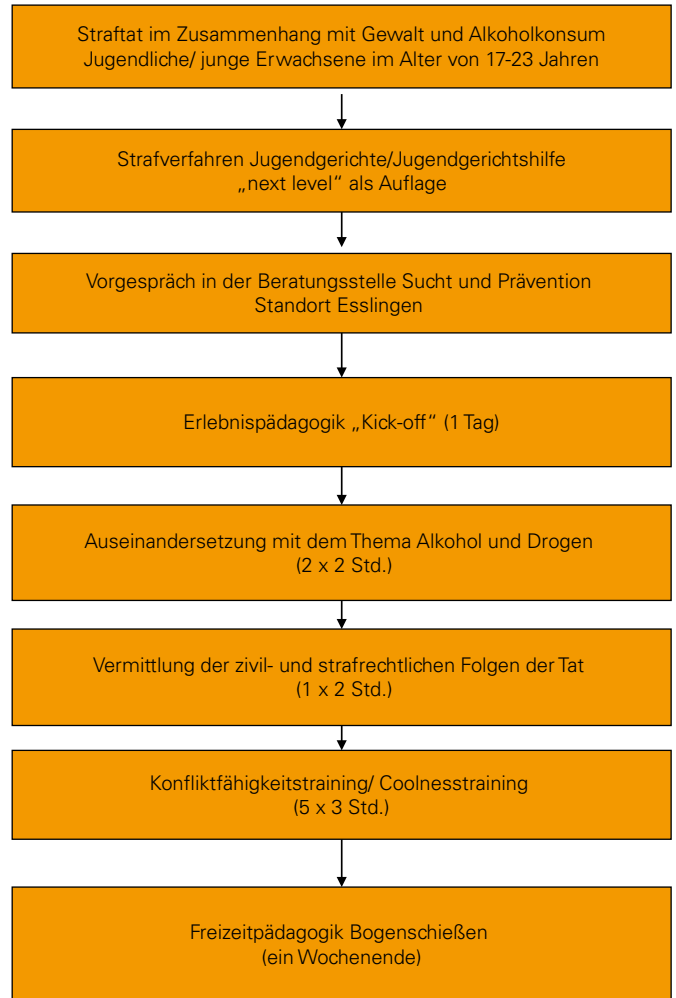 Straftat im Zusammenhang mit Gewalt und Alkoholkonsum
Jugendliche/ junge Erwachsene im Alter von 17-23 Jahren
Strafverfahren Jugendgerichte/Jugendgerichtshilfe
„next level“ als Auflage
Vorgespräch in der Beratungsstelle Sucht und Prävention
Standort Esslingen
Erlebnispädagogik „Kick-off“ (1 Tag)
Auseinandersetzung mit dem Thema Alkohol und Drogen
(2 x 2 Std.)
Vermittlung der zivil- und strafrechtlichen Folgen der Tat
(1 x 2 Std.)
Konfliktfähigkeitstraining/ Coolnesstraining
(5 x 3 Std.)
Freizeitpädagogik Bogenschießen
(ein Wochenende)